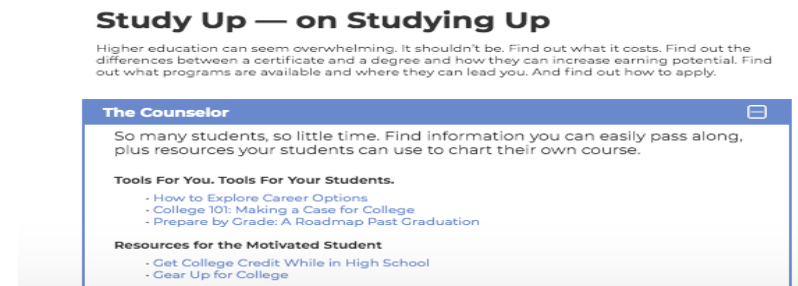 Study Up — on Studying Up
Higher education can seem overwhelming. It shouldn't be. Find out what it costs. Find out the
differences between a certificate and a degree and how they can increase earning potential. Find
out what programs are available and where they can lead you. And find out how to apply.
The Counselor
So many students, so little time. Find information you can easily pass along,
plus resources your students can use to chart their own course.
Tools For You. Tools For Your Students.
- How to Explore Career Options
- College 101: Making a Case for College
- Prepare by Grade: A Roadmap Past Graduation
Resources for the Motivated Student
- Get College Credit While in High School
- Gear Up for College